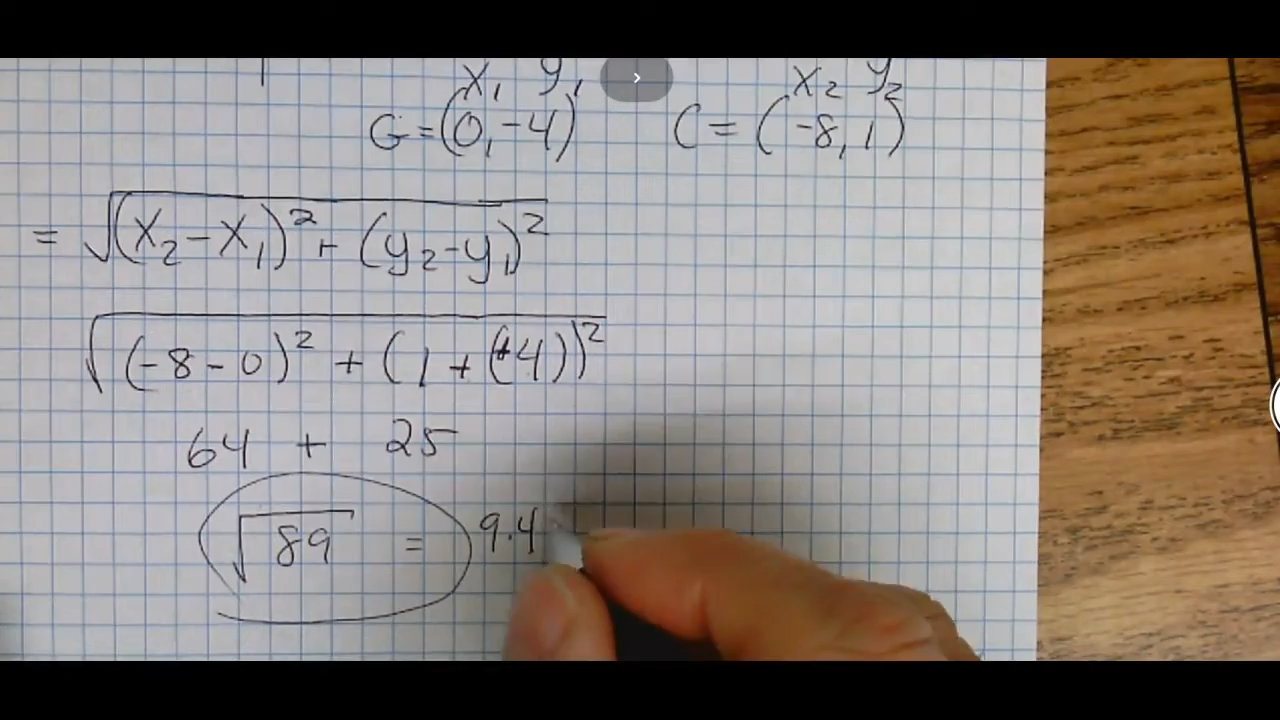 x₁ y₁ x₂ y₂
G = (0, -4) C = (-8, 1)
= √(x₂ - x₁)² + (y₂ - y₁)²
√(-8 - 0)² + (1 + (+4))²
64 + 25
√89 = 9.4